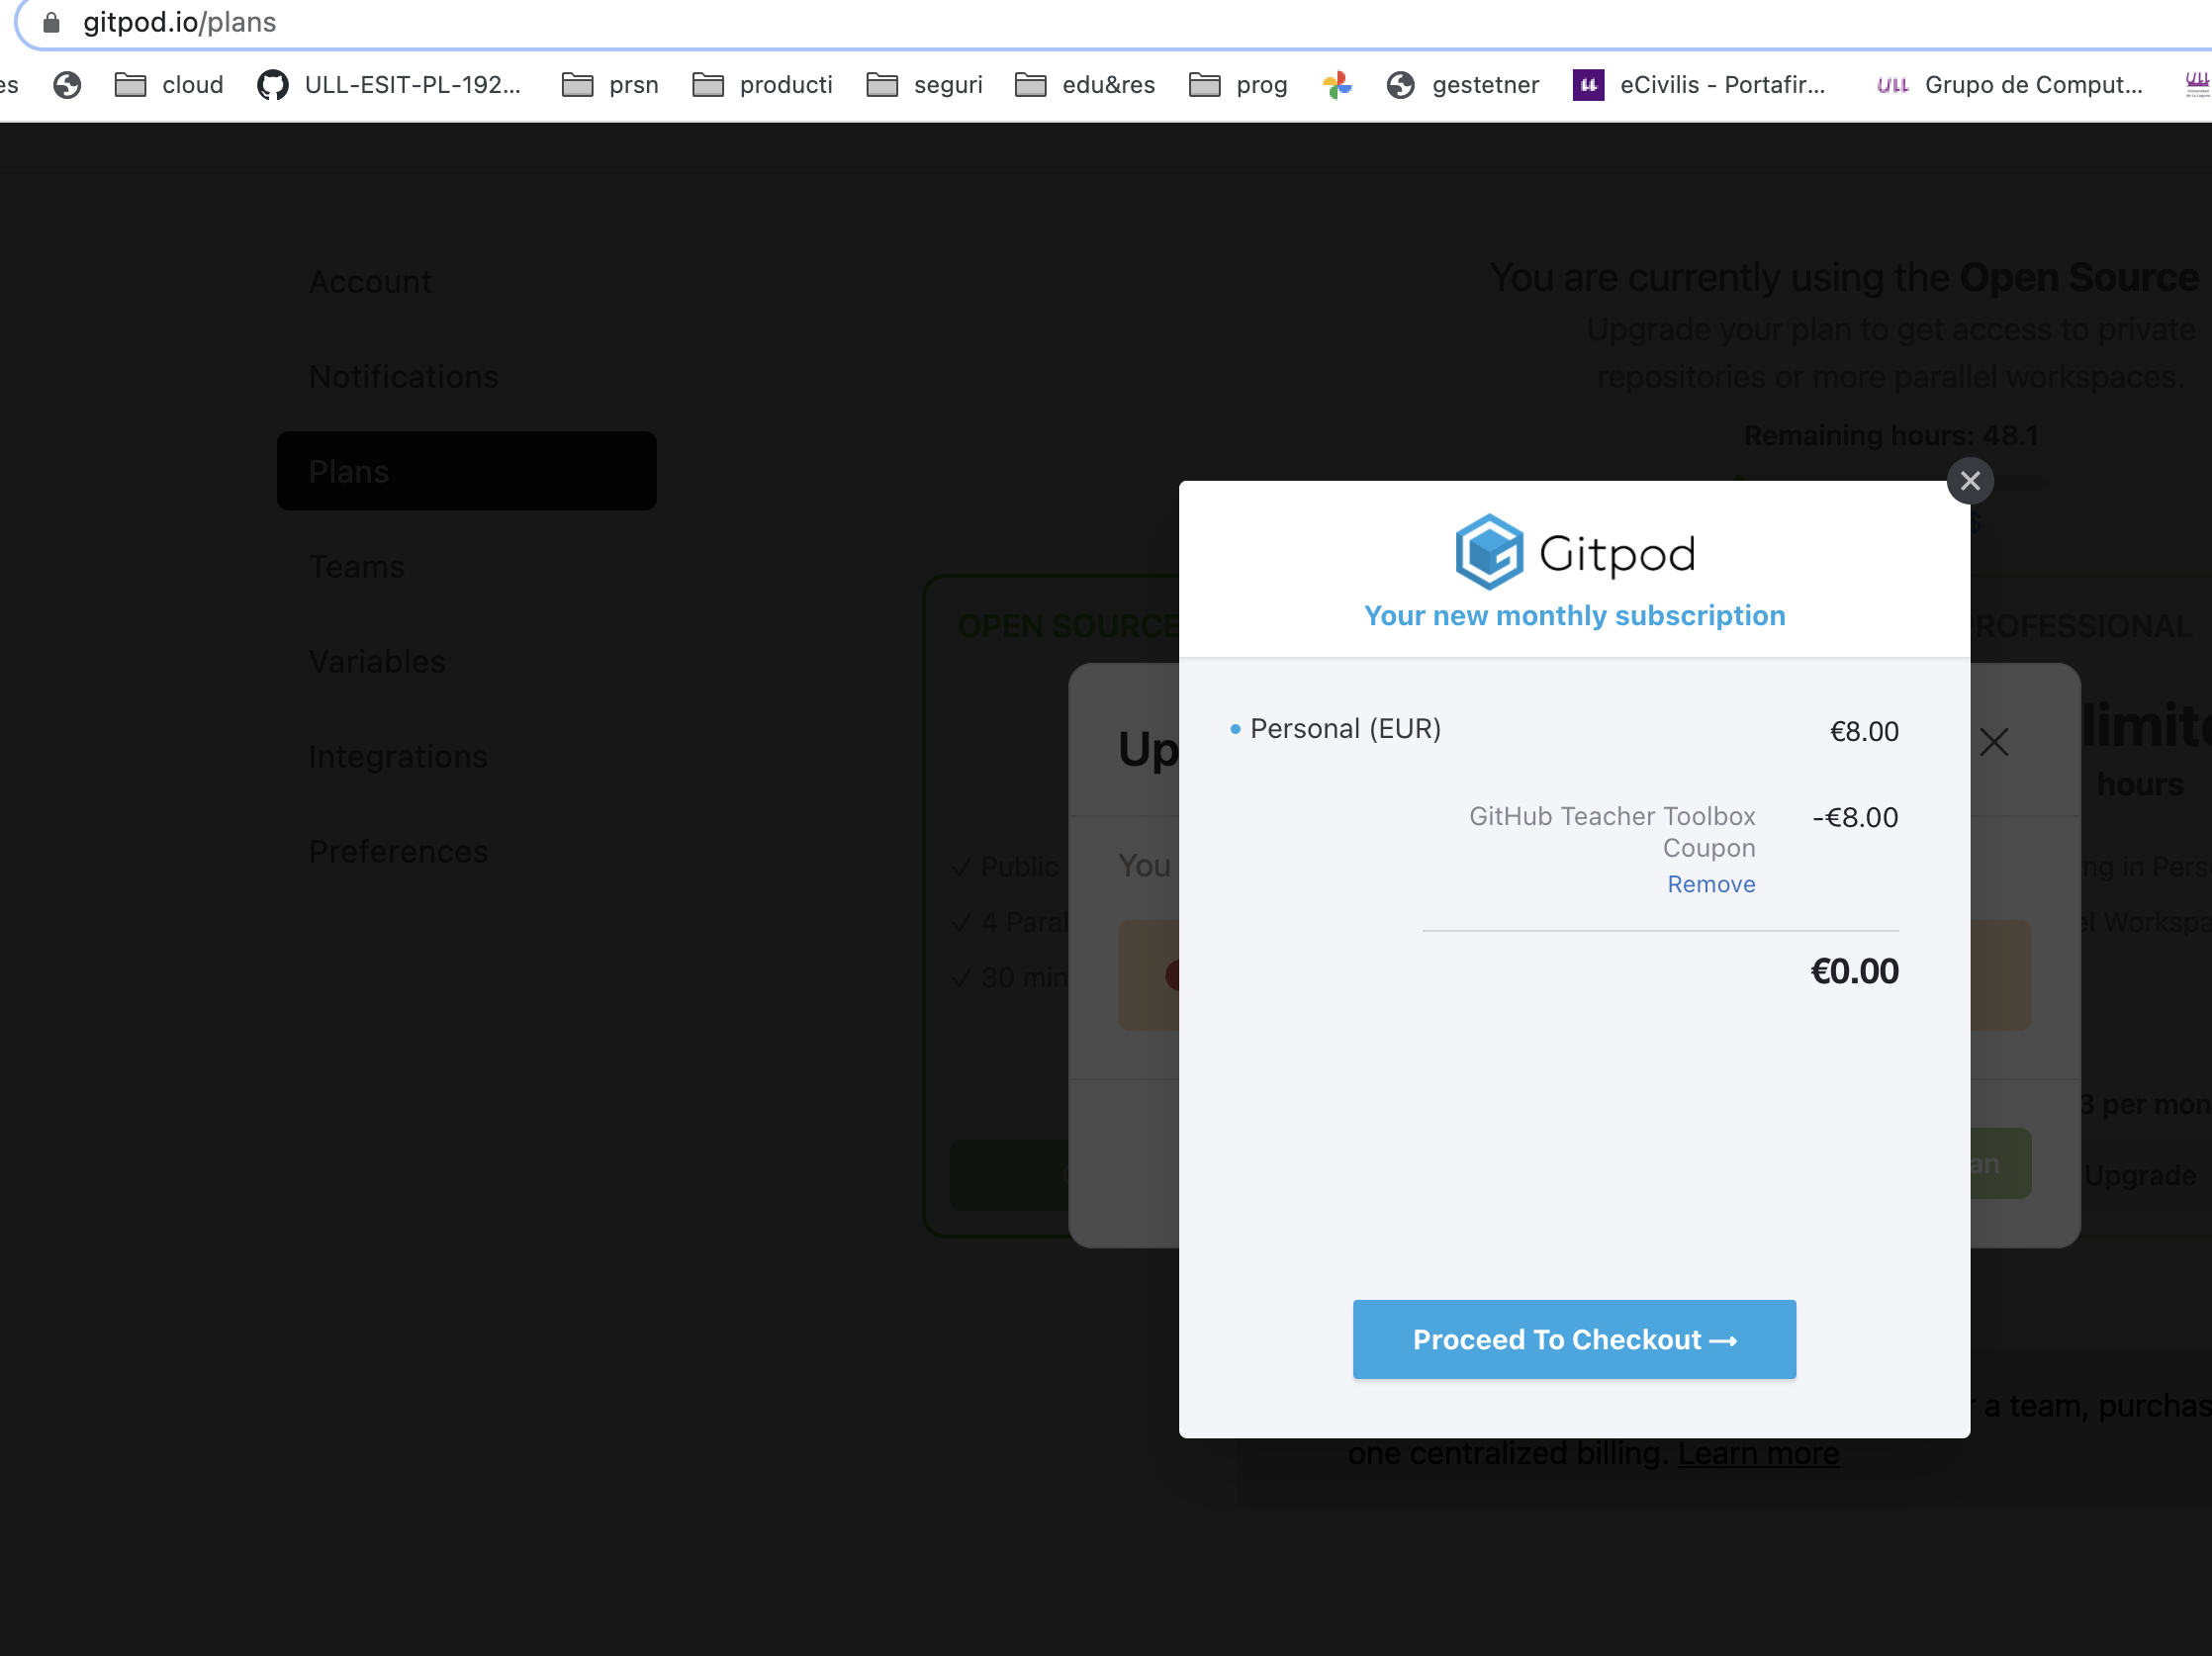 gitpod.io/plans
es cloud ULL-ESIT-PL-192... prsn producti seguri edu&res prog gestetner eCivilis - Portafir... ULL Grupo de Comput...
Account
Notifications
Plans
Teams
Variables
Integrations
Preferences
You are currently using the Open Source
Upgrade your plan to get access to private
repositories or more parallel workspaces.
Remaining hours: 48.1
OPEN SOURCE
ROFESSIONAL
✓ Public
✓ 4 Paral
✓ 30 min
Up
You
limite
hours
ng in Perso
el Workspa
3 per mon
an
Upgrade
Gitpod
Your new monthly subscription
Personal (EUR) €8.00
GitHub Teacher Toolbox -€8.00
Coupon
Remove
€0.00
Proceed To Checkout →
r a team, purchas
one centralized billing. Learn more